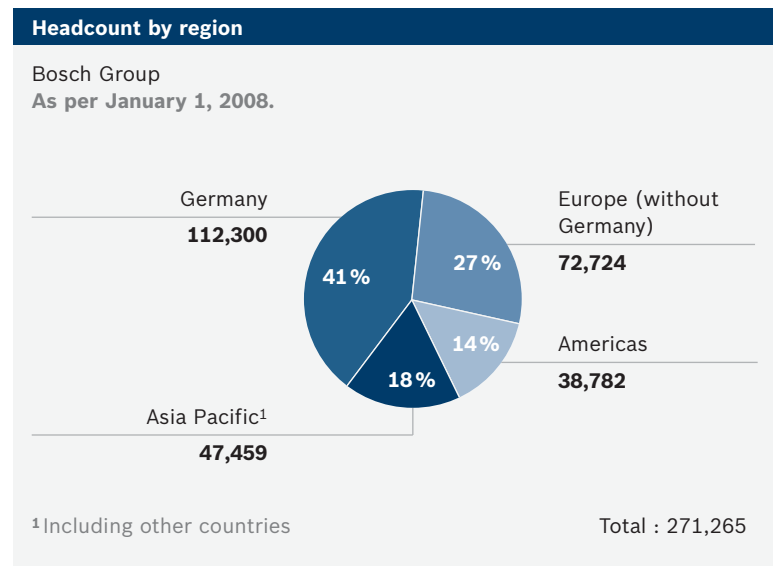 Headcount by region
Bosch Group
As per January 1, 2008.
Germany
112,300
Europe (without
Germany)
72,724
41 %
27 %
14 %
18 %
Americas
38,782
Asia Pacific¹
47,459
¹ Including other countries
Total : 271,265